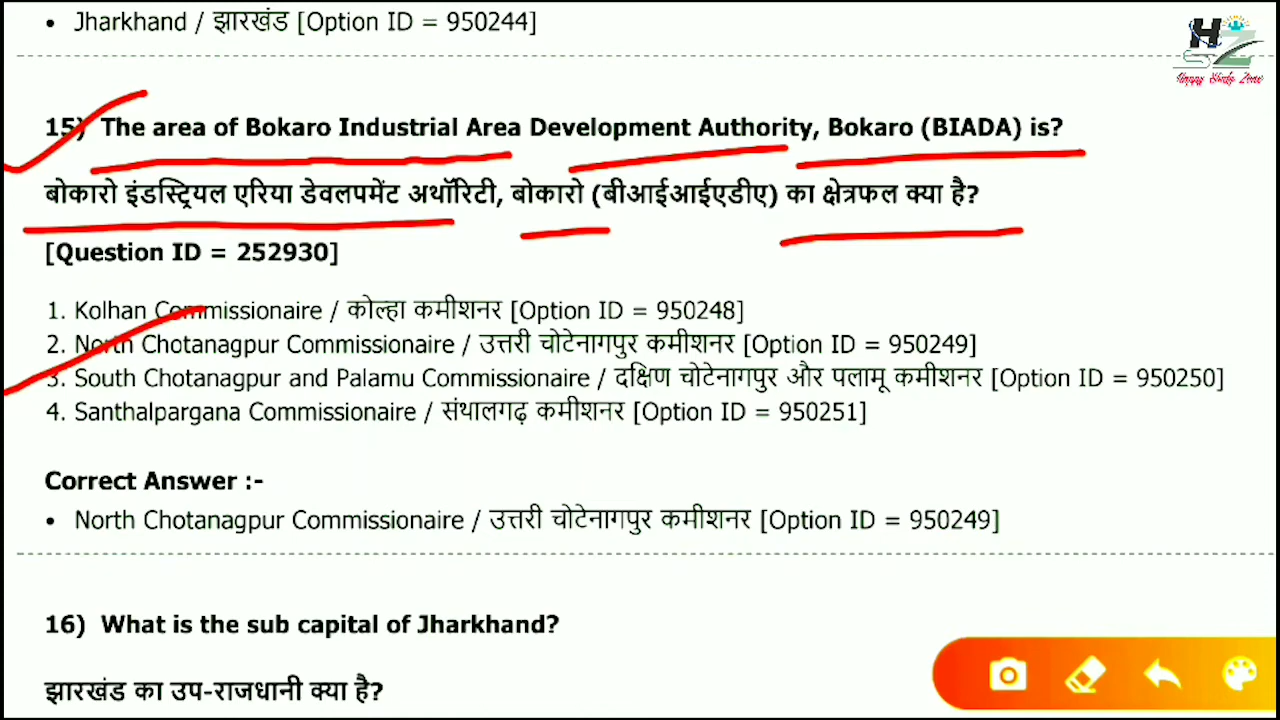 • Jharkhand / झारखंड [Option ID = 950244]
HZ
Happy Study Zone
15) The area of Bokaro Industrial Area Development Authority, Bokaro (BIADA) is?
बोकारो इंडस्ट्रियल एरिया डेवलपमेंट अथॉरिटी, बोकारो (बीआईआईएडीए) का क्षेत्रफल क्या है?
[Question ID = 252930]
1. Kolhan Commissionaire / कोल्हा कमीशनर [Option ID = 950248]
2. North Chotanagpur Commissionaire / उत्तरी चोटेनागपुर कमीशनर [Option ID = 950249]
3. South Chotanagpur and Palamu Commissionaire / दक्षिण चोटेनागपुर और पलामू कमीशनर [Option ID = 950250]
4. Santhalpargana Commissionaire / संथालगढ़ कमीशनर [Option ID = 950251]
Correct Answer :-
• North Chotanagpur Commissionaire / उत्तरी चोटेनागपुर कमीशनर [Option ID = 950249]
16) What is the sub capital of Jharkhand?
झारखंड का उप-राजधानी क्या है?